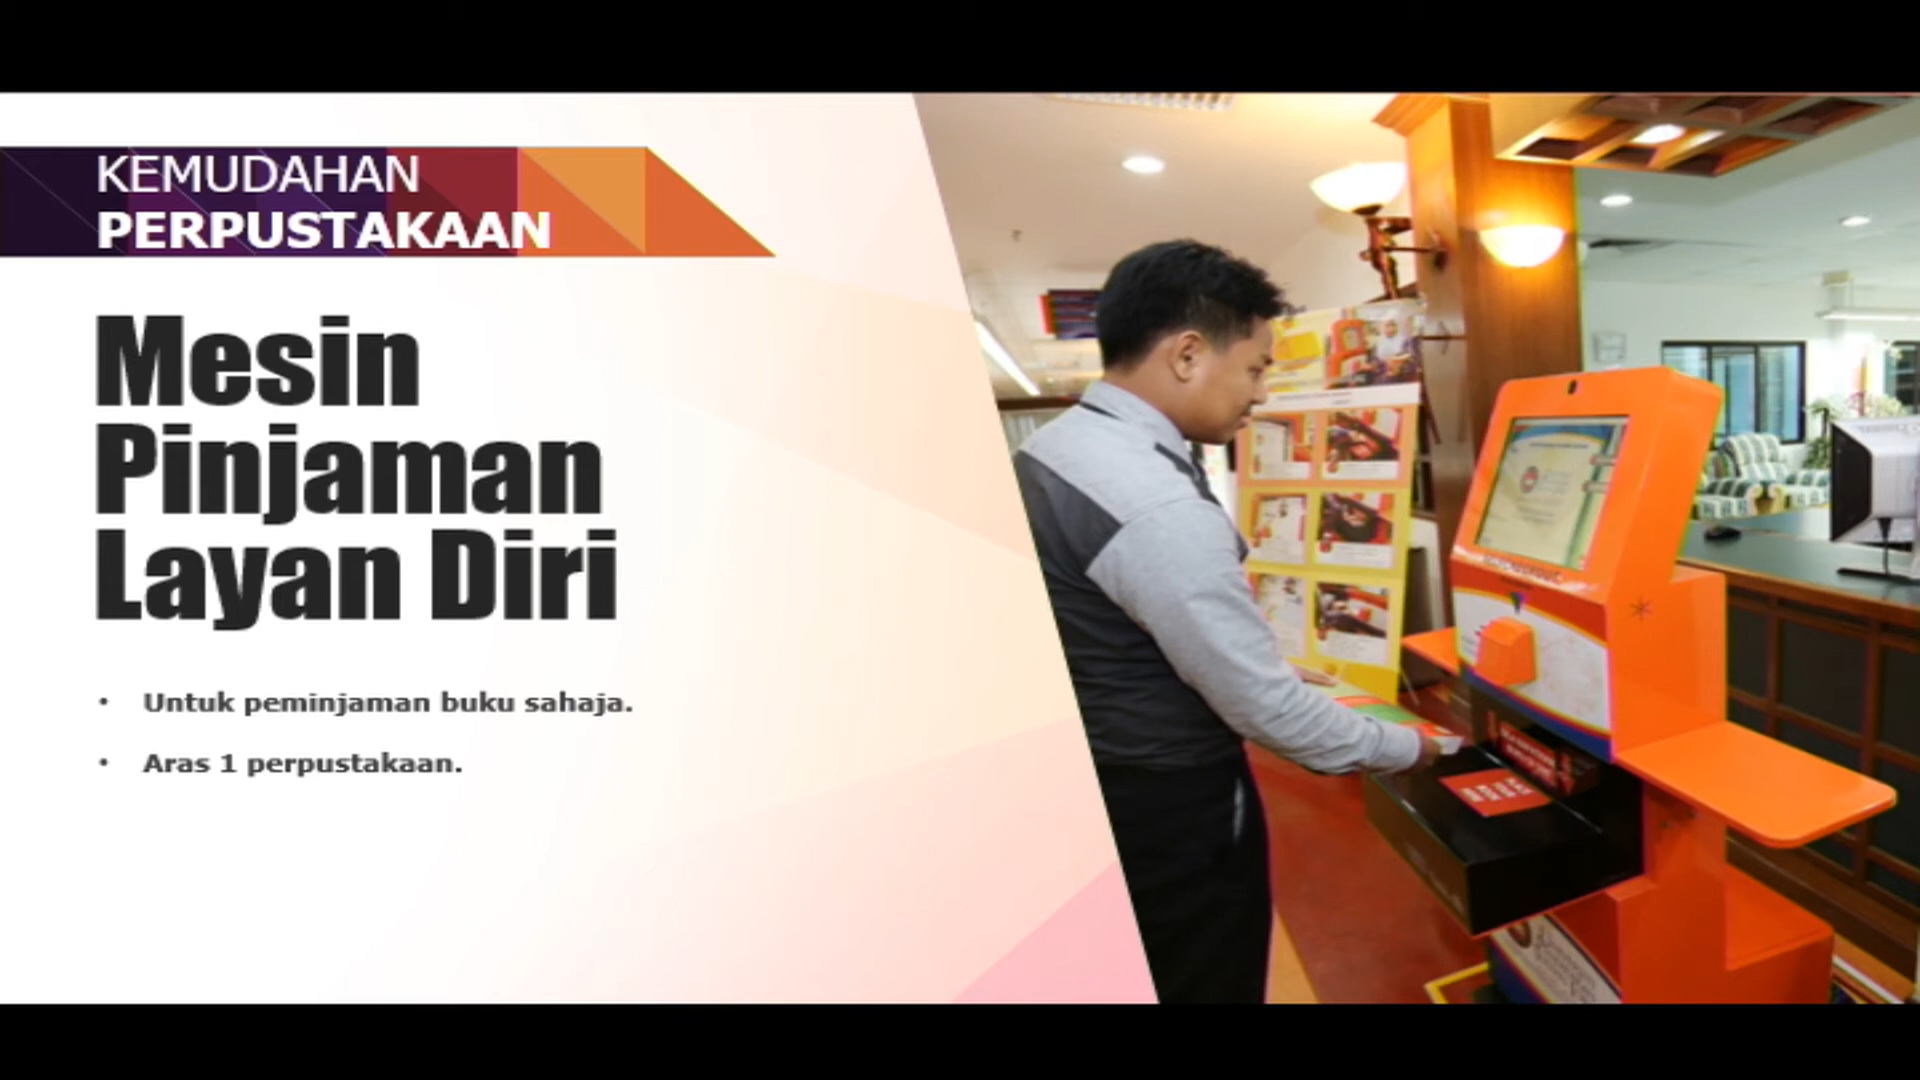 KEMUDAHAN
PERPUSTAKAAN
Mesin
Pinjaman
Layan Diri
• Untuk peminjaman buku sahaja.
• Aras 1 perpustakaan.